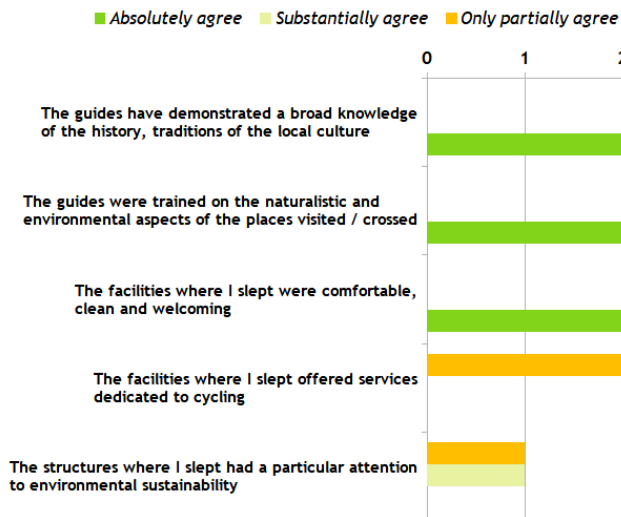 Absolutely agree Substantially agree Only partially agree
0 1 2
The guides have demonstrated a broad knowledge
of the history, traditions of the local culture
The guides were trained on the naturalistic and
environmental aspects of the places visited / crossed
The facilities where I slept were comfortable,
clean and welcoming
The facilities where I slept offered services
dedicated to cycling
The structures where I slept had a particular attention
to environmental sustainability